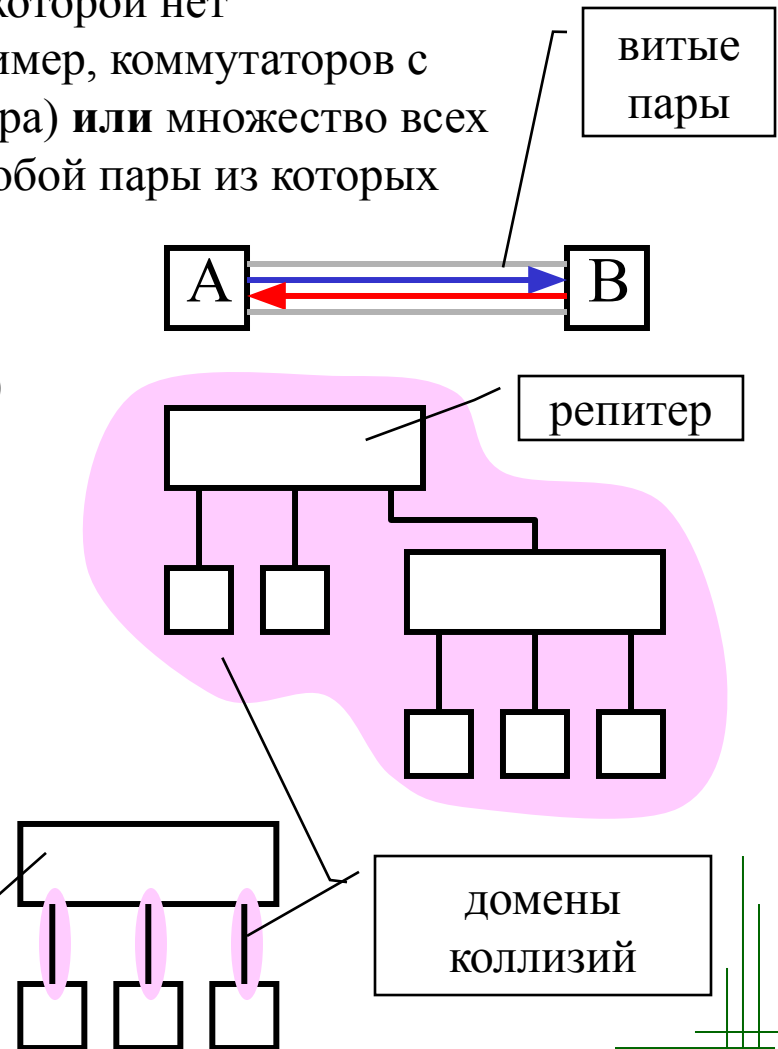 которой нет
имер, коммутаторов с
ра) или множество всех
обой пары из которых
витые
пары
A
B
)
репитер
домены
коллизий